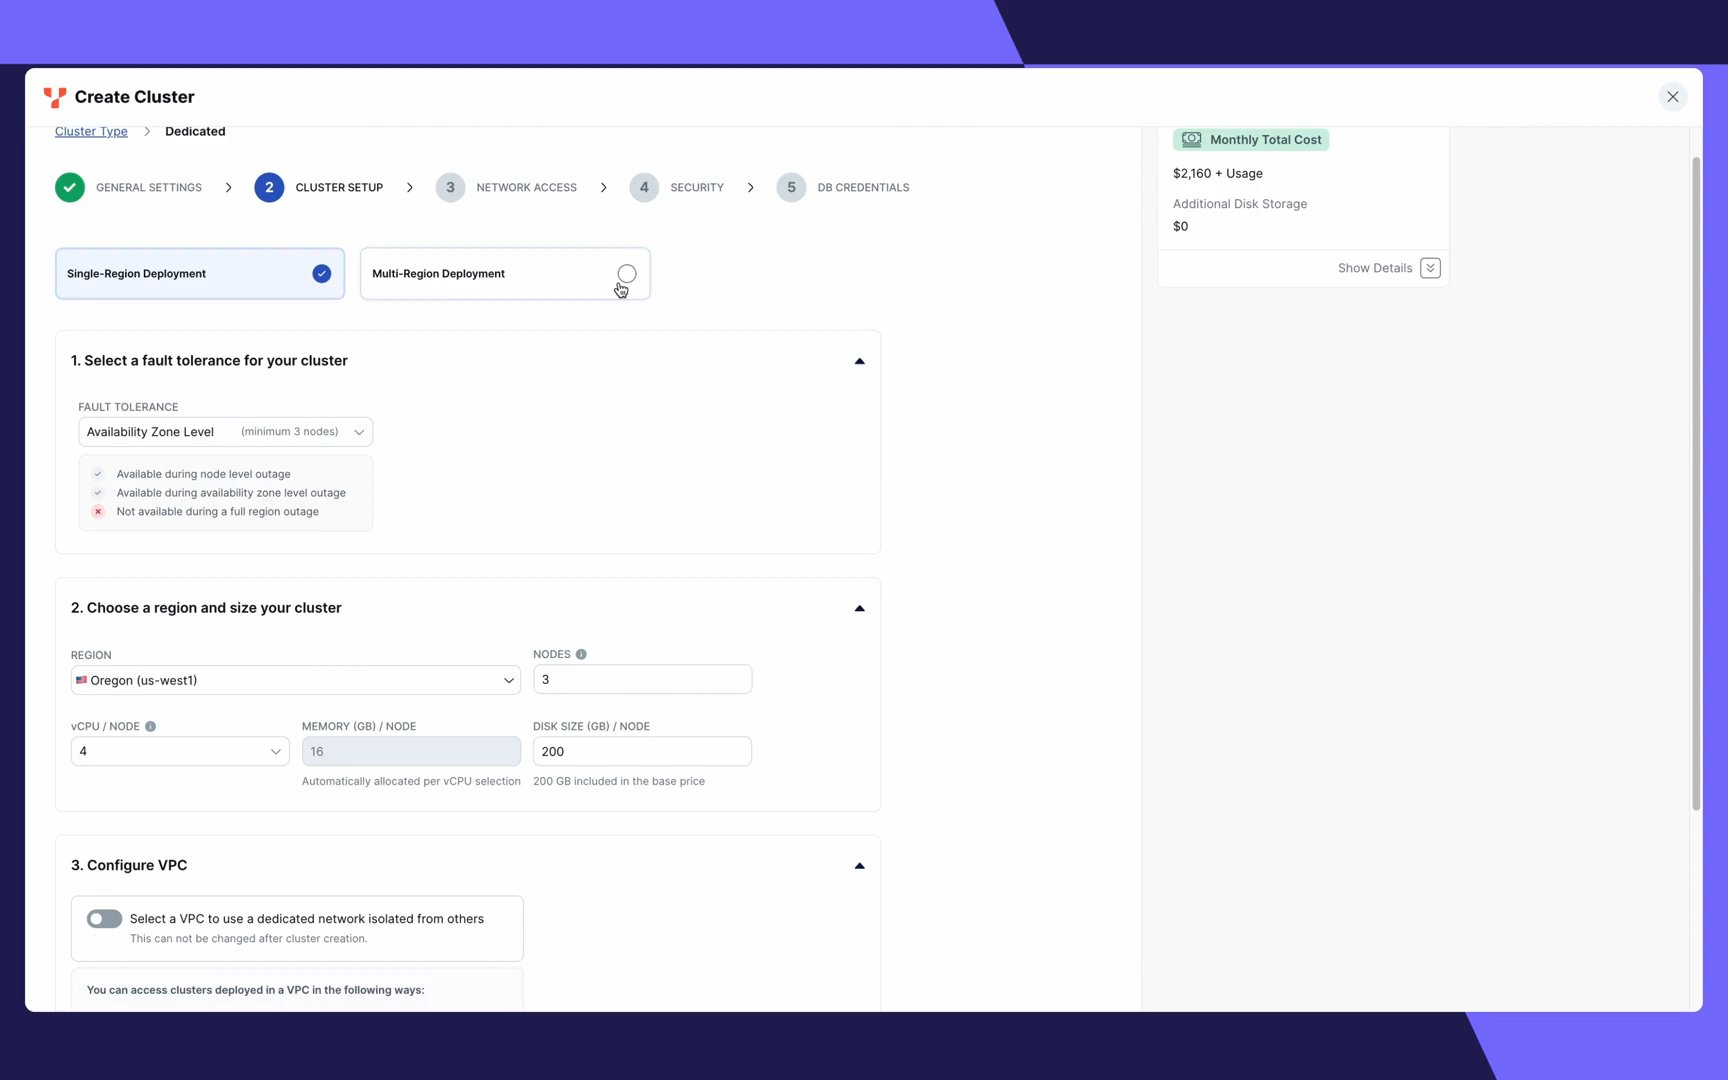 Create Cluster
Cluster Type > Dedicated
Monthly Total Cost
$2,160 + Usage
Additional Disk Storage
$0
Show Details
GENERAL SETTINGS > 2 CLUSTER SETUP > 3 NETWORK ACCESS > 4 SECURITY > 5 DB CREDENTIALS
Single-Region Deployment
Multi-Region Deployment
1. Select a fault tolerance for your cluster
FAULT TOLERANCE
Availability Zone Level (minimum 3 nodes)
Available during node level outage
Available during availability zone level outage
Not available during a full region outage
2. Choose a region and size your cluster
REGION
Oregon (us-west1)
NODES
3
vCPU / NODE
4
MEMORY (GB) / NODE
16
Automatically allocated per vCPU selection
DISK SIZE (GB) / NODE
200
200 GB included in the base price
3. Configure VPC
Select a VPC to use a dedicated network isolated from others
This can not be changed after cluster creation.
You can access clusters deployed in a VPC in the following ways: